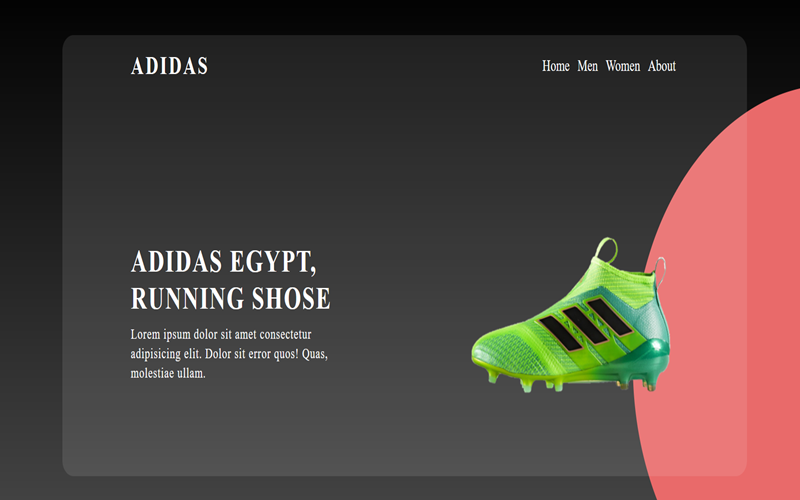 ADIDAS
Home Men Women About
ADIDAS EGYPT,
RUNNING SHOSE
Lorem ipsum dolor sit amet consectetur
adipisicing elit. Dolor sit error quos! Quas,
molestiae ullam.